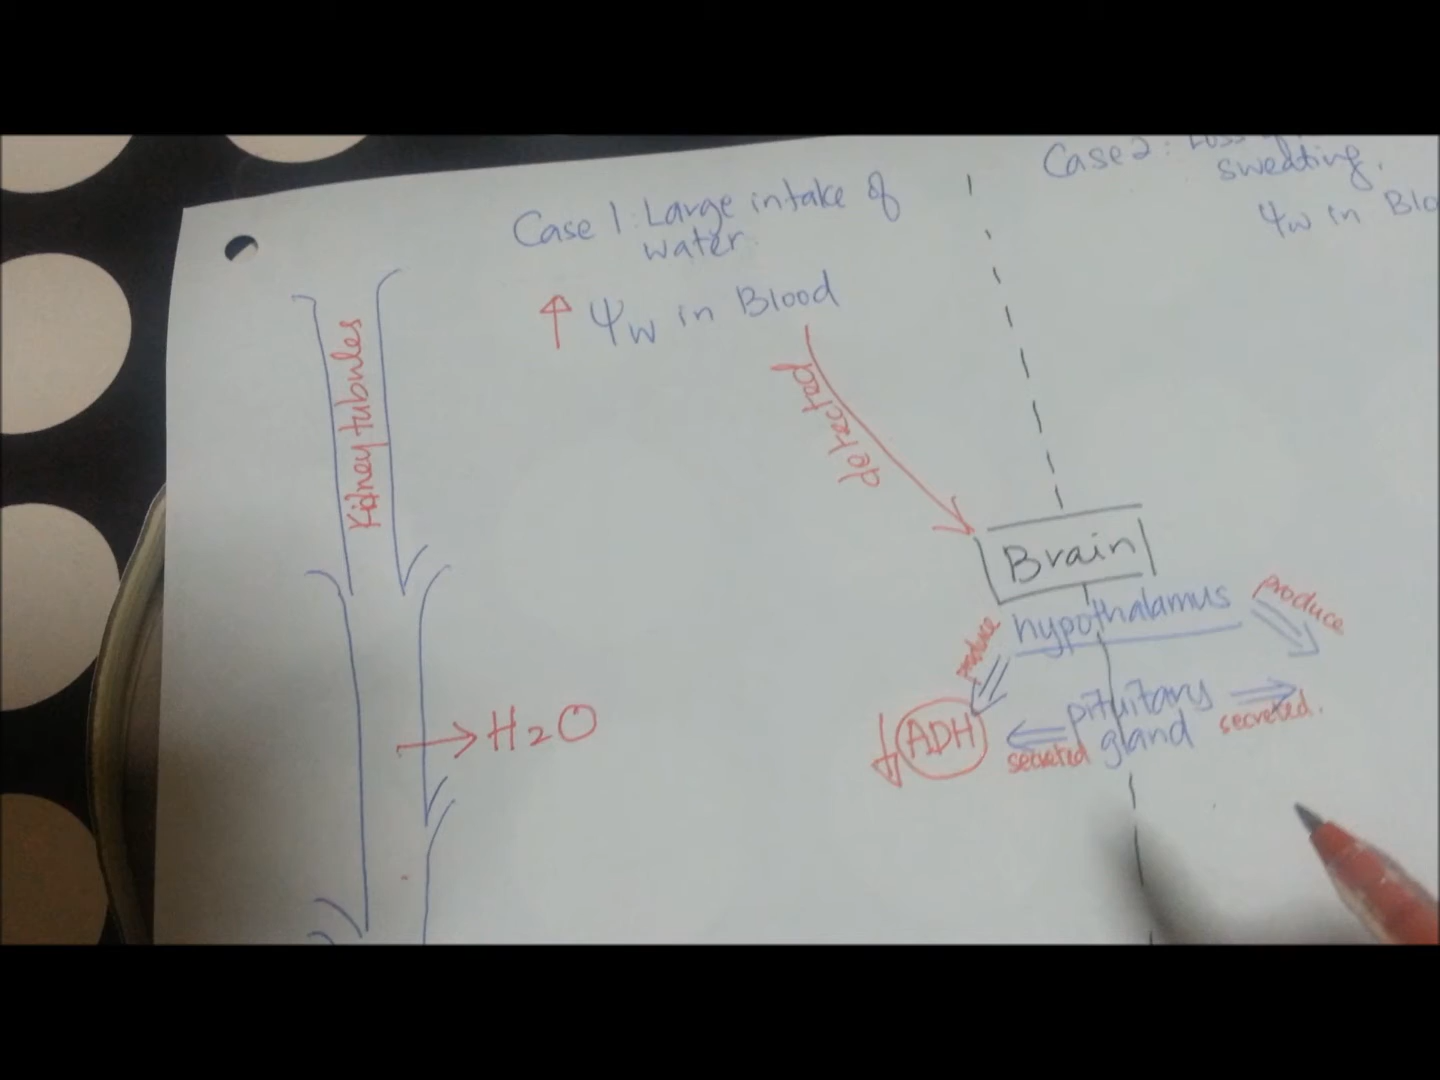 Case 1: Large intake of
water.
↑ Ψw in Blood
detected
Case 2: Loss
sweating.
Ψw in Blo
Kidney tubules
Brain
hypothalamus
produce
produce
↓ ADH
secreted
pituitary
gland
secreted.
→ H2O